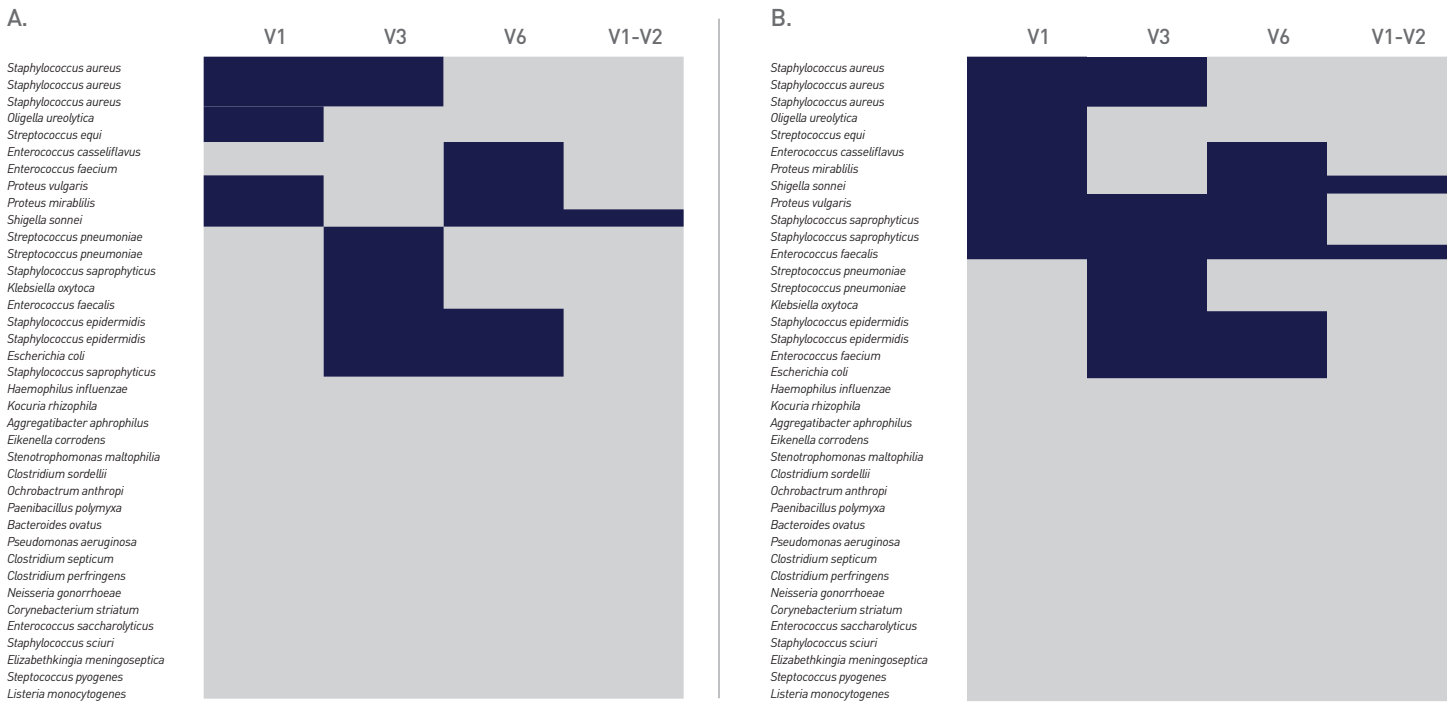 A.
V1 V3 V6 V1-V2
Staphylococcus aureus
Staphylococcus aureus
Staphylococcus aureus
Oligella ureolytica
Streptococcus equi
Enterococcus casseliflavus
Enterococcus faecium
Proteus vulgaris
Proteus mirablilis
Shigella sonnei
Streptococcus pneumoniae
Streptococcus pneumoniae
Staphylococcus saprophyticus
Klebsiella oxytoca
Enterococcus faecalis
Staphylococcus epidermidis
Staphylococcus epidermidis
Escherichia coli
Staphylococcus saprophyticus
Haemophilus influenzae
Kocuria rhizophila
Aggregatibacter aphrophilus
Eikenella corrodens
Stenotrophomonas maltophilia
Clostridium sordellii
Ochrobactrum anthropi
Paenibacillus polymyxa
Bacteroides ovatus
Pseudomonas aeruginosa
Clostridium septicum
Clostridium perfringens
Neisseria gonorrhoeae
Corynebacterium striatum
Enterococcus saccharolyticus
Staphylococcus sciuri
Elizabethkingia meningoseptica
Steptococcus pyogenes
Listeria monocytogenes
B.
V1 V3 V6 V1-V2
Staphylococcus aureus
Staphylococcus aureus
Staphylococcus aureus
Oligella ureolytica
Streptococcus equi
Enterococcus casseliflavus
Proteus mirablilis
Shigella sonnei
Proteus vulgaris
Staphylococcus saprophyticus
Staphylococcus saprophyticus
Enterococcus faecalis
Streptococcus pneumoniae
Streptococcus pneumoniae
Klebsiella oxytoca
Staphylococcus epidermidis
Staphylococcus epidermidis
Enterococcus faecium
Escherichia coli
Haemophilus influenzae
Kocuria rhizophila
Aggregatibacter aphrophilus
Eikenella corrodens
Stenotrophomonas maltophilia
Clostridium sordellii
Ochrobactrum anthropi
Paenibacillus polymyxa
Bacteroides ovatus
Pseudomonas aeruginosa
Clostridium septicum
Clostridium perfringens
Neisseria gonorrhoeae
Corynebacterium striatum
Enterococcus saccharolyticus
Staphylococcus sciuri
Elizabethkingia meningoseptica
Steptococcus pyogenes
Listeria monocytogenes